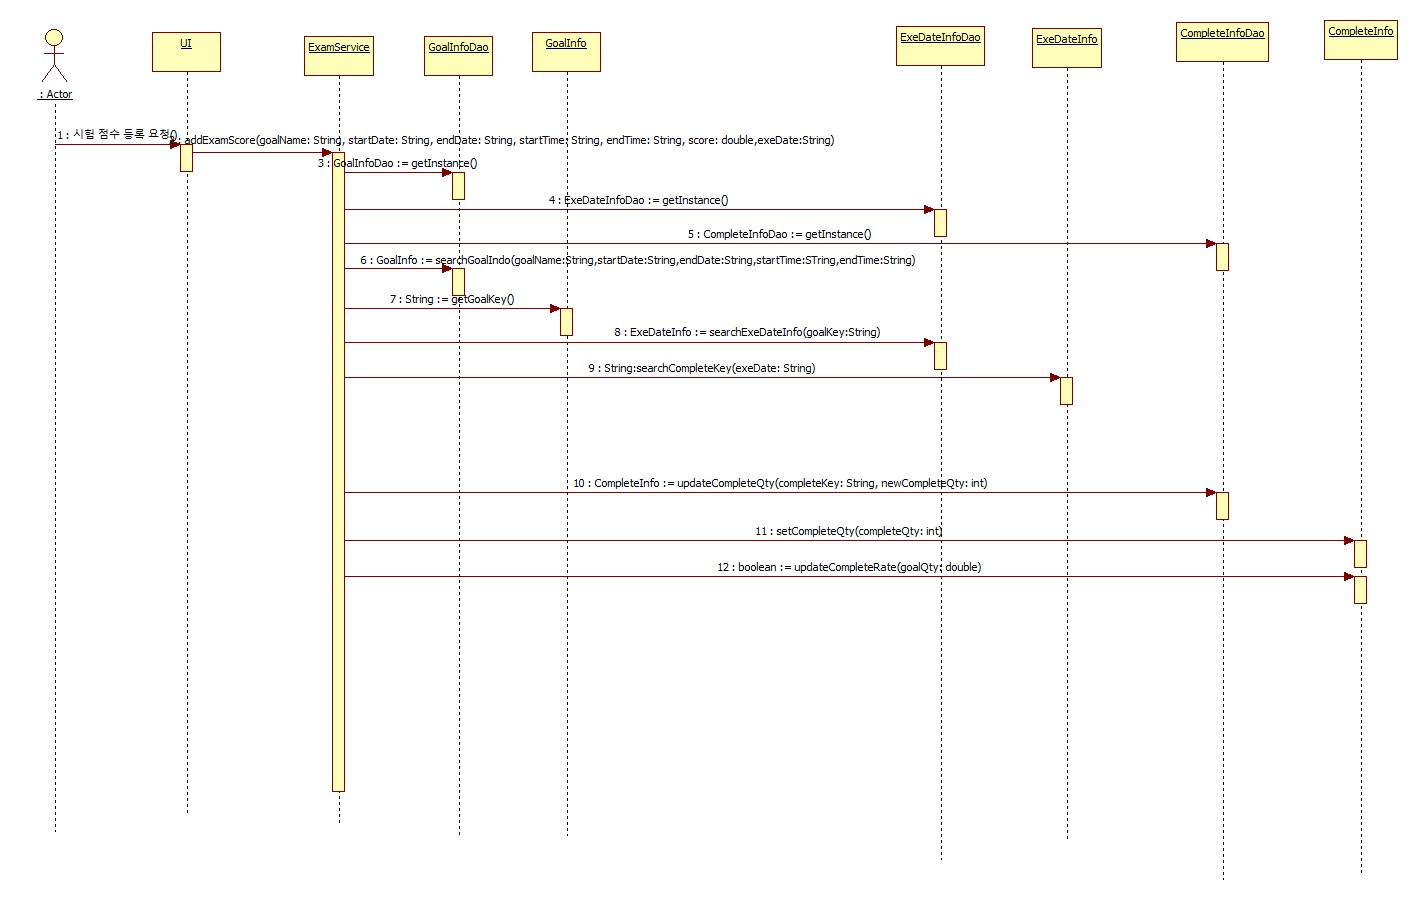 UI
ExamService
GoalInfoDao
GoalInfo
ExeDateInfoDao
ExeDateInfo
CompleteInfoDao
CompleteInfo
: Actor
1 : 시험 점수 등록 요청()
2 : addExamScore(goalName: String, startDate: String, endDate: String, startTime: String, endTime: String, score: double,exeDate:String)
3 : GoalInfoDao := getInstance()
4 : ExeDateInfoDao := getInstance()
5 : CompleteInfoDao := getInstance()
6 : GoalInfo := searchGoalIndo(goalName:String,startDate:String,endDate:String,startTime:STring,endTime:String)
7 : String := getGoalKey()
8 : ExeDateInfo := searchExeDateInfo(goalKey:String)
9 : String:searchCompleteKey(exeDate: String)
10 : CompleteInfo := updateCompleteQty(completeKey: String, newCompleteQty: int)
11 : setCompleteQty(completeQty: int)
12 : boolean := updateCompleteRate(goalQty: double)